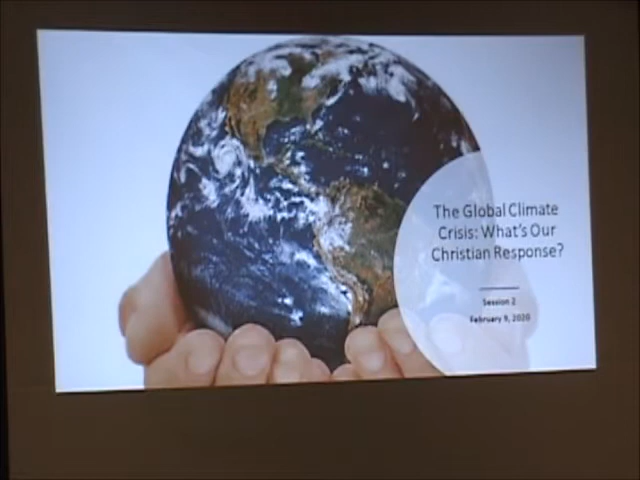 The Global Climate
Crisis: What's Our
Christian Response?
Session 2
February 9, 2020